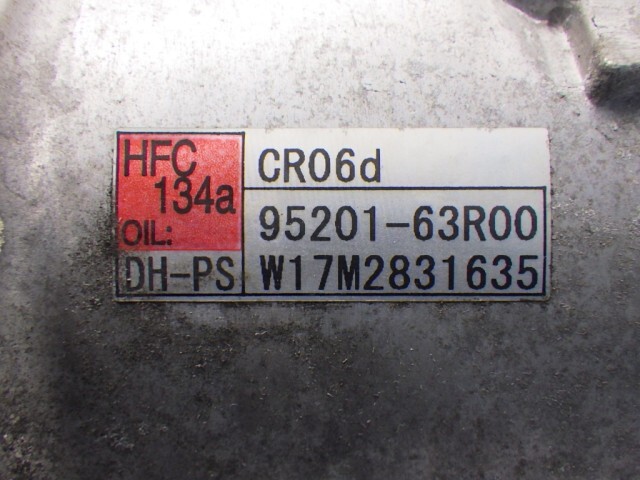 HFC
134a
OIL:
DH-PS
CR06d
95201-63R00
W17M2831635